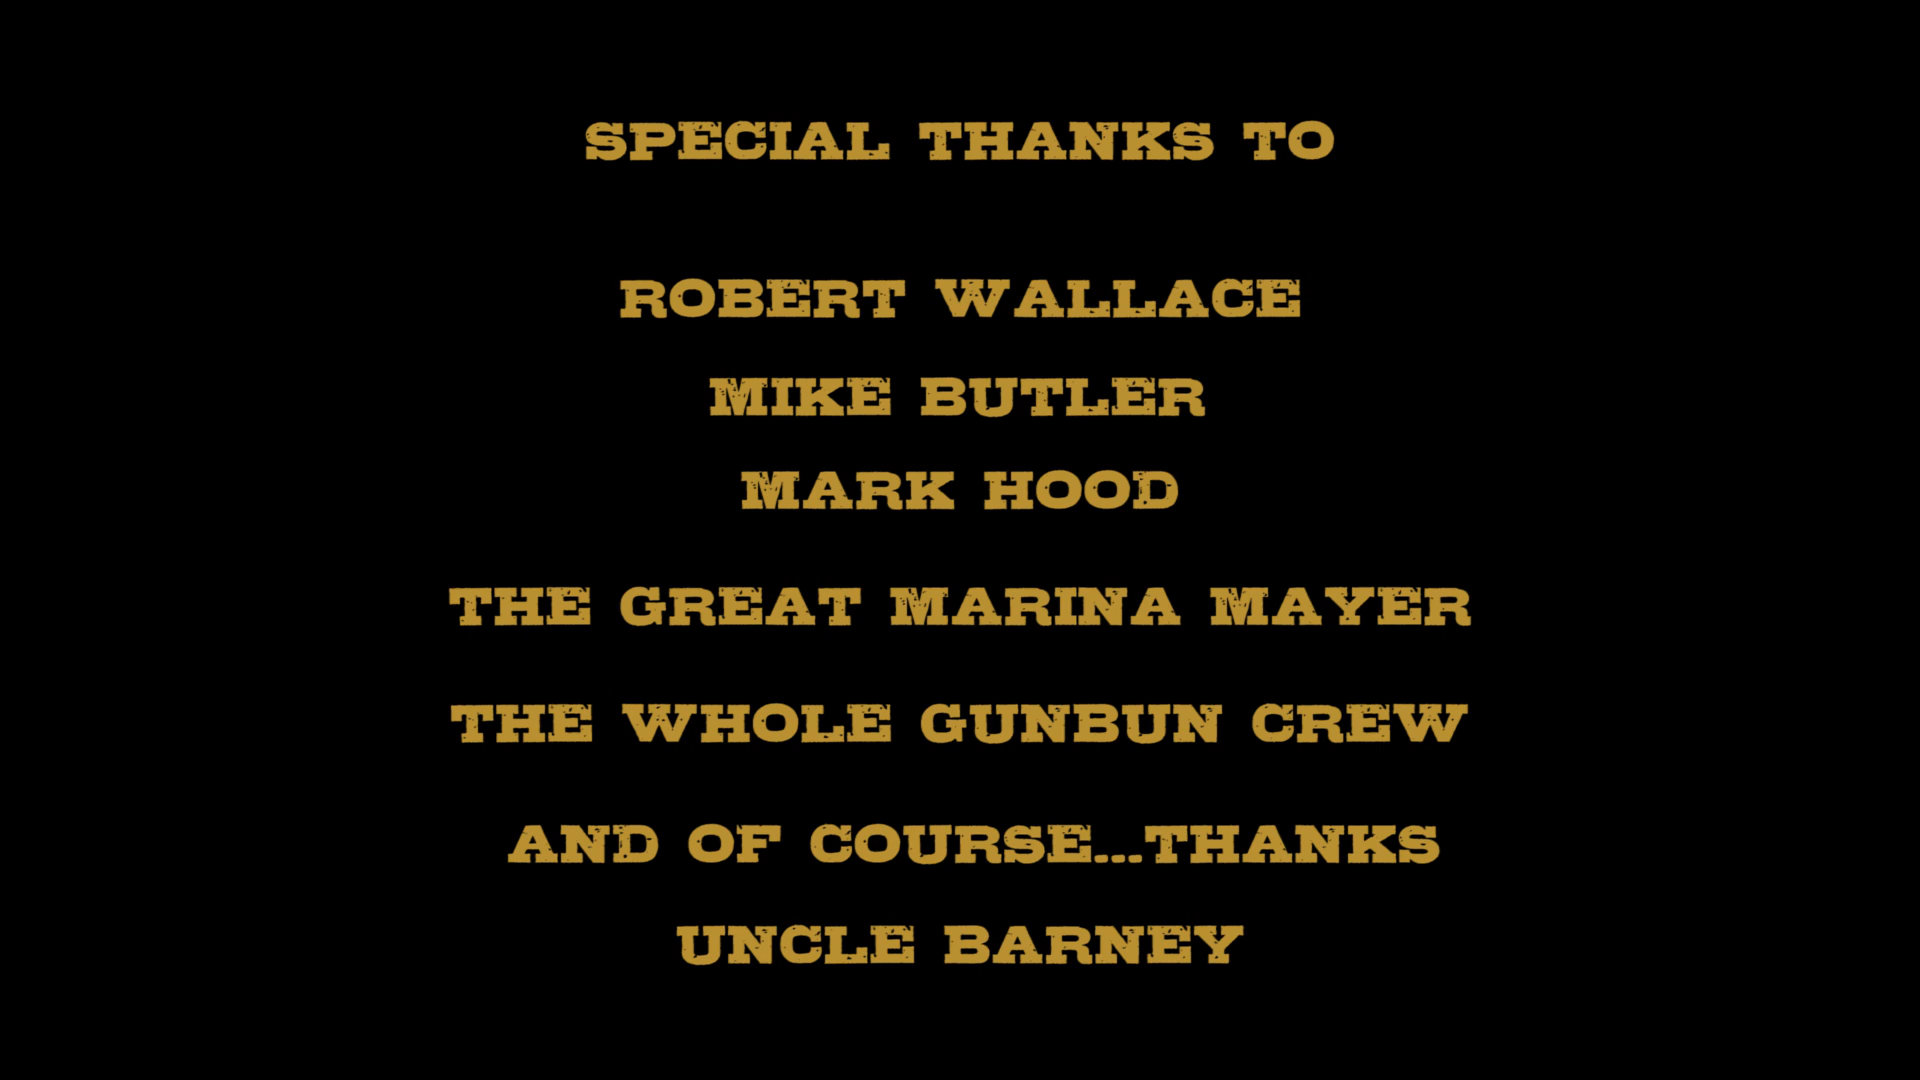 SPECIAL THANKS TO
ROBERT WALLACE
MIKE BUTLER
MARK HOOD
THE GREAT MARINA MAYER
THE WHOLE GUNBUN CREW
AND OF COURSE...THANKS
UNCLE BARNEY